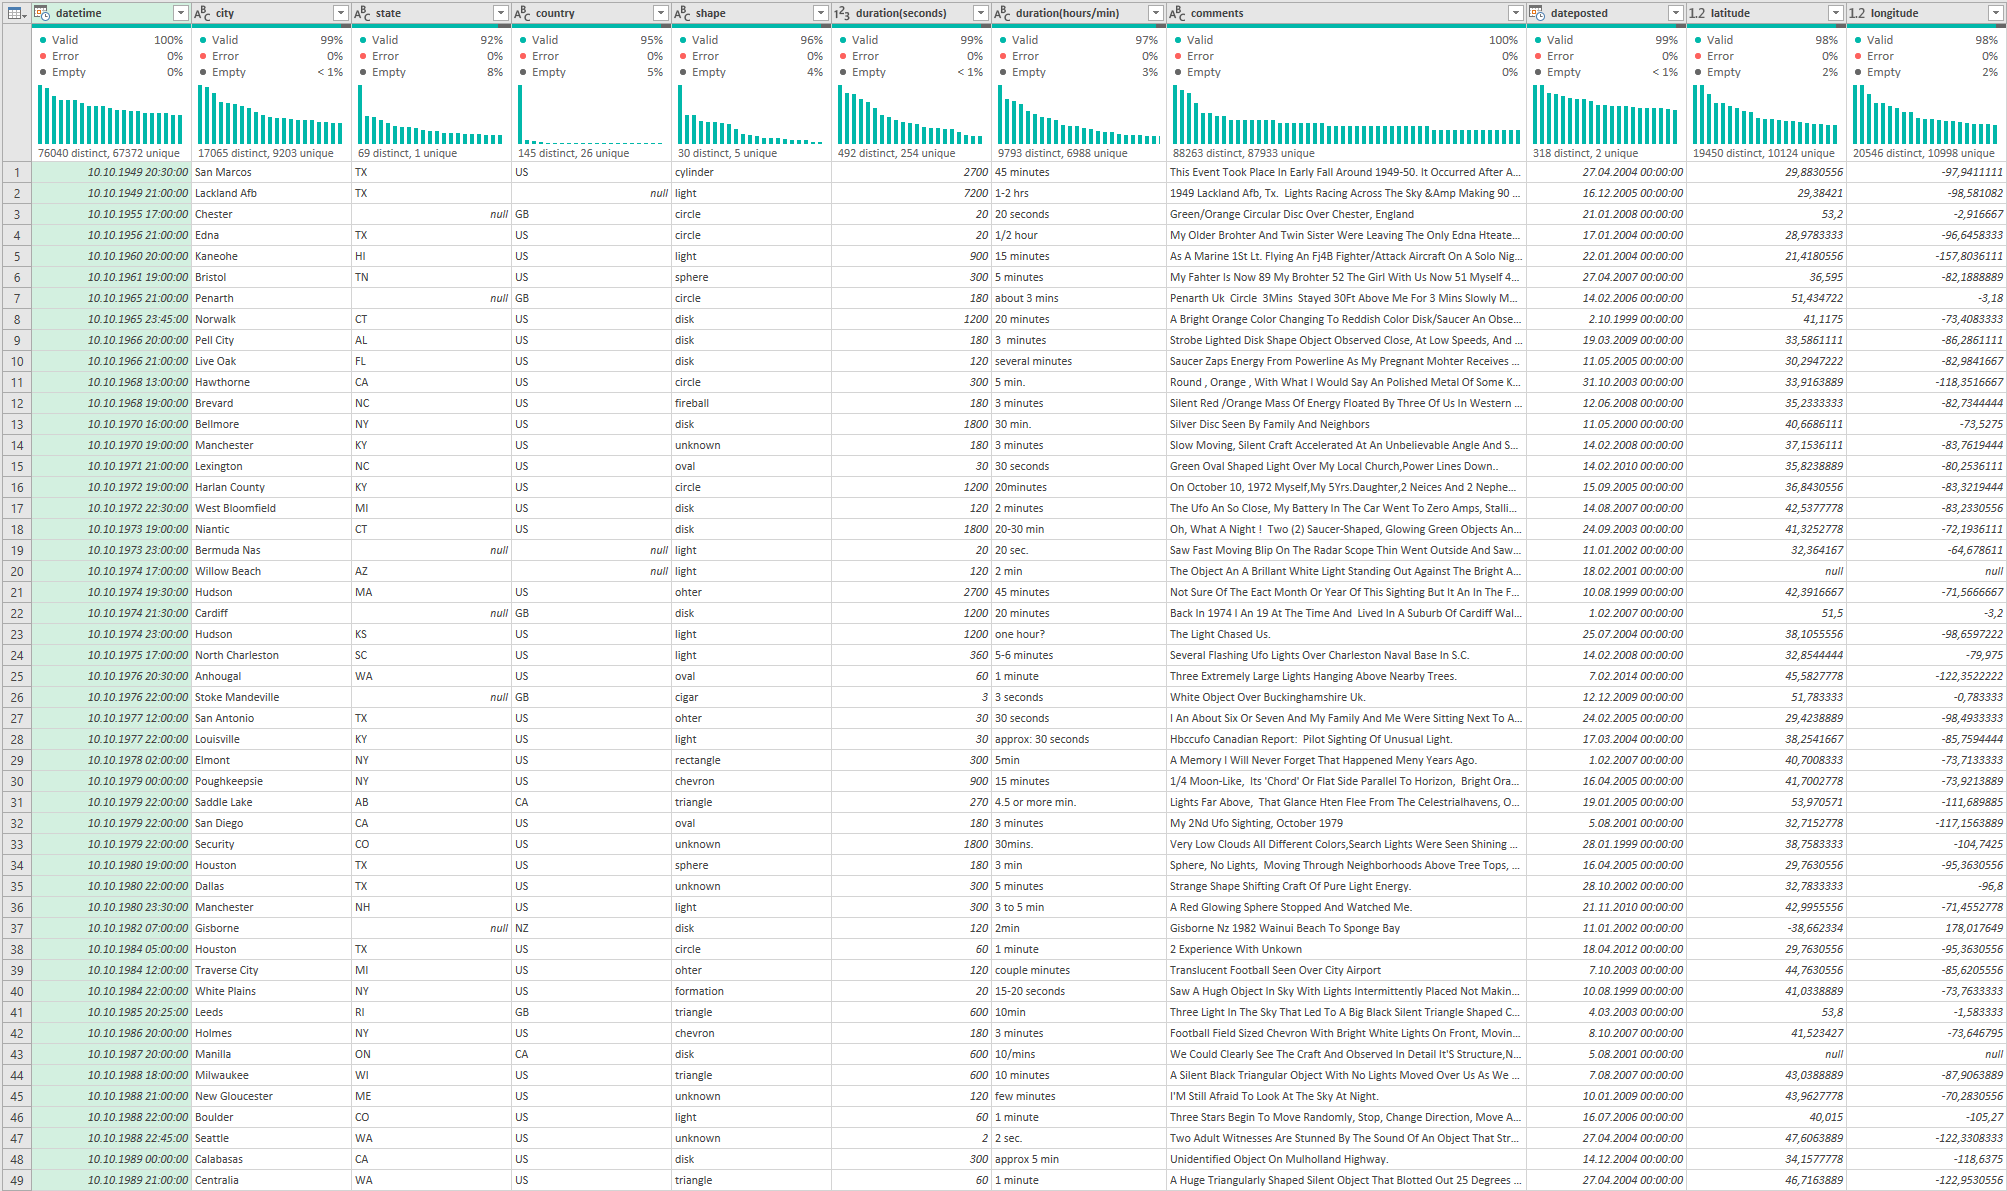 datetime city state country shape duration(seconds) duration(hours/min) comments dateposted latitude longitude
Valid 100% Valid 99% Valid 92% Valid 95% Valid 96% Valid 99% Valid 97% Valid 100% Valid 99% Valid 98% Valid 98%
Error 0% Error 0% Error 0% Error 0% Error 0% Error 0% Error 0% Error 0% Error 0% Error 0% Error 0%
Empty 0% Empty < 1% Empty 8% Empty 5% Empty 4% Empty < 1% Empty 3% Empty 0% Empty < 1% Empty 2% Empty 2%
76040 distinct, 67372 unique 17065 distinct, 9203 unique 69 distinct, 1 unique 145 distinct, 26 unique 30 distinct, 5 unique 492 distinct, 254 unique 9793 distinct, 6988 unique 88263 distinct, 87933 unique 318 distinct, 2 unique 19450 distinct, 10124 unique 20546 distinct, 10998 unique
1 10.10.1949 20:30:00 San Marcos TX US cylinder 2700 45 minutes This Event Took Place In Early Fall Around 1949-50. It Occurred After A... 27.04.2004 00:00:00 29,8830556 -97,9411111
2 10.10.1949 21:00:00 Lackland Afb TX null light 7200 1-2 hrs 1949 Lackland Afb, Tx.  Lights Racing Across The Sky &Amp Making 90 ... 16.12.2005 00:00:00 29,38421 -98,581082
3 10.10.1955 17:00:00 Chester null GB circle 20 20 seconds Green/Orange Circular Disc Over Chester, England 21.01.2008 00:00:00 53,2 -2,916667
4 10.10.1956 21:00:00 Edna TX US circle 20 1/2 hour My Older Brohter And Twin Sister Were Leaving The Only Edna Hteate... 17.01.2004 00:00:00 28,9783333 -96,6458333
5 10.10.1960 20:00:00 Kaneohe HI US light 900 15 minutes As A Marine 1St Lt. Flying An Fj4B Fighter/Attack Aircraft On A Solo Nig... 22.01.2004 00:00:00 21,4180556 -157,8036111
6 10.10.1961 19:00:00 Bristol TN US sphere 300 5 minutes My Fahter Is Now 89 My Brohter 52 The Girl With Us Now 51 Myself 4... 27.04.2007 00:00:00 36,595 -82,1888889
7 10.10.1965 21:00:00 Penarth null GB circle 180 about 3 mins Penarth Uk  Circle  3Mins  Stayed 30Ft Above Me For 3 Mins Slowly M... 14.02.2006 00:00:00 51,434722 -3,18
8 10.10.1965 23:45:00 Norwalk CT US disk 1200 20 minutes A Bright Orange Color Changing To Reddish Color Disk/Saucer An Obse... 2.10.1999 00:00:00 41,1175 -73,4083333
9 10.10.1966 20:00:00 Pell City AL US disk 180 3  minutes Strobe Lighted Disk Shape Object Observed Close, At Low Speeds, And ... 19.03.2009 00:00:00 33,5861111 -86,2861111
10 10.10.1966 21:00:00 Live Oak FL US disk 120 several minutes Saucer Zaps Energy From Powerline As My Pregnant Mohter Receives ... 11.05.2005 00:00:00 30,2947222 -82,9841667
11 10.10.1968 13:00:00 Hawthorne CA US circle 300 5 min. Round , Orange , With What I Would Say An Polished Metal Of Some K... 31.10.2003 00:00:00 33,9163889 -118,3516667
12 10.10.1968 19:00:00 Brevard NC US fireball 180 3 minutes Silent Red /Orange Mass Of Energy Floated By Three Of Us In Western ... 12.06.2008 00:00:00 35,2333333 -82,7344444
13 10.10.1970 16:00:00 Bellmore NY US disk 1800 30 min. Silver Disc Seen By Family And Neighbors 11.05.2000 00:00:00 40,6686111 -73,5275
14 10.10.1970 19:00:00 Manchester KY US unknown 180 3 minutes Slow Moving, Silent Craft Accelerated At An Unbelievable Angle And S... 14.02.2008 00:00:00 37,1536111 -83,7619444
15 10.10.1971 21:00:00 Lexington NC US oval 30 30 seconds Green Oval Shaped Light Over My Local Church,Power Lines Down.. 14.02.2010 00:00:00 35,8238889 -80,2536111
16 10.10.1972 19:00:00 Harlan County KY US circle 1200 20minutes On October 10, 1972 Myself,My 5Yrs.Daughter,2 Neices And 2 Nephe... 15.09.2005 00:00:00 36,8430556 -83,3219444
17 10.10.1972 22:30:00 West Bloomfield MI US disk 120 2 minutes The Ufo An So Close, My Battery In The Car Went To Zero Amps, Stalli... 14.08.2007 00:00:00 42,5377778 -83,2330556
18 10.10.1973 19:00:00 Niantic CT US disk 1800 20-30 min Oh, What A Night !  Two (2) Saucer-Shaped, Glowing Green Objects An... 24.09.2003 00:00:00 41,3252778 -72,1936111
19 10.10.1973 23:00:00 Bermuda Nas null null light 20 20 sec. Saw Fast Moving Blip On The Radar Scope Thin Went Outside And Saw... 11.01.2002 00:00:00 32,364167 -64,678611
20 10.10.1974 17:00:00 Willow Beach AZ null light 120 2 min The Object An A Brillant White Light Standing Out Against The Bright A... 18.02.2001 00:00:00 null null
21 10.10.1974 19:30:00 Hudson MA US ohter 2700 45 minutes Not Sure Of The Eact Month Or Year Of This Sighting But It An In The F... 10.08.1999 00:00:00 42,3916667 -71,5666667
22 10.10.1974 21:30:00 Cardiff null GB disk 1200 20 minutes Back In 1974 I An 19 At The Time And  Lived In A Suburb Of Cardiff Wal... 1.02.2007 00:00:00 51,5 -3,2
23 10.10.1974 23:00:00 Hudson KS US light 1200 one hour? The Light Chased Us. 25.07.2004 00:00:00 38,1055556 -98,6597222
24 10.10.1975 17:00:00 North Charleston SC US light 360 5-6 minutes Several Flashing Ufo Lights Over Charleston Naval Base In S.C. 14.02.2008 00:00:00 32,8544444 -79,975
25 10.10.1976 20:30:00 Anhougal WA US oval 60 1 minute Three Extremely Large Lights Hanging Above Nearby Trees. 7.02.2014 00:00:00 45,5827778 -122,3522222
26 10.10.1976 22:00:00 Stoke Mandeville null GB cigar 3 3 seconds White Object Over Buckinghamshire Uk. 12.12.2009 00:00:00 51,783333 -0,783333
27 10.10.1977 12:00:00 San Antonio TX US ohter 30 30 seconds I An About Six Or Seven And My Family And Me Were Sitting Next To A... 24.02.2005 00:00:00 29,4238889 -98,4933333
28 10.10.1977 22:00:00 Louisville KY US light 30 approx: 30 seconds Hbccufo Canadian Report:  Pilot Sighting Of Unusual Light. 17.03.2004 00:00:00 38,2541667 -85,7594444
29 10.10.1978 02:00:00 Elmont NY US rectangle 300 5min A Memory I Will Never Forget That Happened Meny Years Ago. 1.02.2007 00:00:00 40,7008333 -73,7133333
30 10.10.1979 00:00:00 Poughkeepsie NY US chevron 900 15 minutes 1/4 Moon-Like,  Its 'Chord' Or Flat Side Parallel To Horizon,  Bright Ora... 16.04.2005 00:00:00 41,7002778 -73,9213889
31 10.10.1979 22:00:00 Saddle Lake AB CA triangle 270 4.5 or more min. Lights Far Above,  That Glance Hten Flee From The Celestrialhavens, O... 19.01.2005 00:00:00 53,970571 -111,689885
32 10.10.1979 22:00:00 San Diego CA US oval 180 3 minutes My 2Nd Ufo Sighting, October 1979 5.08.2001 00:00:00 32,7152778 -117,1563889
33 10.10.1979 22:00:00 Security CO US unknown 1800 30mins. Very Low Clouds All Different Colors,Search Lights Were Seen Shining ... 28.01.1999 00:00:00 38,7583333 -104,7425
34 10.10.1980 19:00:00 Houston TX US sphere 180 3 min Sphere, No Lights,  Moving Through Neighborhoods Above Tree Tops, ... 16.04.2005 00:00:00 29,7630556 -95,3630556
35 10.10.1980 22:00:00 Dallas TX US unknown 300 5 minutes Strange Shape Shifting Craft Of Pure Light Energy. 28.10.2002 00:00:00 32,7833333 -96,8
36 10.10.1980 23:30:00 Manchester NH US light 300 3 to 5 min A Red Glowing Sphere Stopped And Watched Me. 21.11.2010 00:00:00 42,9955556 -71,4552778
37 10.10.1982 07:00:00 Gisborne null NZ disk 120 2min Gisborne Nz 1982 Wainui Beach To Sponge Bay 11.01.2002 00:00:00 -38,662334 178,017649
38 10.10.1984 05:00:00 Houston TX US circle 60 1 minute 2 Experience With Unkown 18.04.2012 00:00:00 29,7630556 -95,3630556
39 10.10.1984 12:00:00 Traverse City MI US ohter 120 couple minutes Translucent Football Seen Over City Airport 7.10.2003 00:00:00 44,7630556 -85,6205556
40 10.10.1984 22:00:00 White Plains NY US formation 20 15-20 seconds Saw A Hugh Object In Sky With Lights Intermittently Placed Not Makin... 10.08.1999 00:00:00 41,0338889 -73,7633333
41 10.10.1985 20:25:00 Leeds RI GB triangle 600 10min Three Light In The Sky That Led To A Big Black Silent Triangle Shaped C... 4.03.2003 00:00:00 53,8 -1,583333
42 10.10.1986 20:00:00 Holmes NY US chevron 180 3 minutes Football Field Sized Chevron With Bright White Lights On Front, Movin... 8.10.2007 00:00:00 41,523427 -73,646795
43 10.10.1987 20:00:00 Manilla ON CA disk 600 10/mins We Could Clearly See The Craft And Observed In Detail It'S Structure,N... 5.08.2001 00:00:00 null null
44 10.10.1988 18:00:00 Milwaukee WI US triangle 600 10 minutes A Silent Black Triangular Object With No Lights Moved Over Us As We ... 7.08.2007 00:00:00 43,0388889 -87,9063889
45 10.10.1988 21:00:00 New Gloucester ME US unknown 120 few minutes I'M Still Afraid To Look At The Sky At Night. 10.01.2009 00:00:00 43,9627778 -70,2830556
46 10.10.1988 22:00:00 Boulder CO US light 60 1 minute Three Stars Begin To Move Randomly, Stop, Change Direction, Move A... 16.07.2006 00:00:00 40,015 -105,27
47 10.10.1988 22:45:00 Seattle WA US unknown 2 2 sec. Two Adult Witnesses Are Stunned By The Sound Of An Object That Str... 27.04.2004 00:00:00 47,6063889 -122,3308333
48 10.10.1989 00:00:00 Calabasas CA US disk 300 approx 5 min Unidentified Object On Mulholland Highway. 14.12.2004 00:00:00 34,1577778 -118,6375
49 10.10.1989 21:00:00 Centralia WA US triangle 60 1 minute A Huge Triangularly Shaped Silent Object That Blotted Out 25 Degrees ... 27.04.2004 00:00:00 46,7163889 -122,9530556